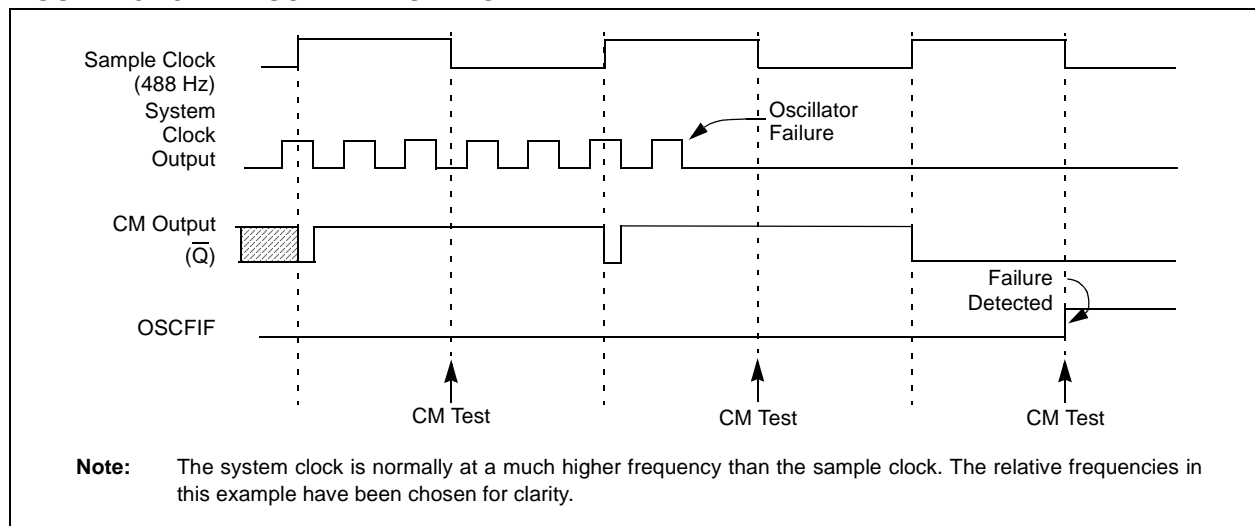 Sample Clock
(488 Hz)
System
Clock
Output
Oscillator
Failure
CM Output
(Q̅)
Failure
Detected
OSCFIF
CM Test
CM Test
CM Test
Note: The system clock is normally at a much higher frequency than the sample clock. The relative frequencies in
this example have been chosen for clarity.